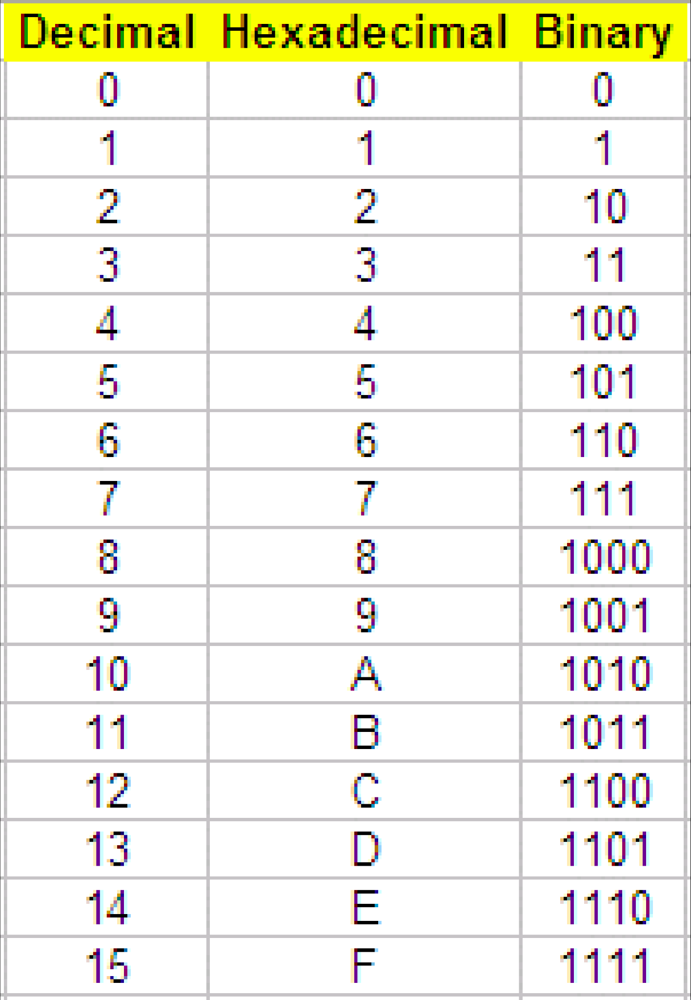 Decimal Hexadecimal Binary
0 0 0
1 1 1
2 2 10
3 3 11
4 4 100
5 5 101
6 6 110
7 7 111
8 8 1000
9 9 1001
10 A 1010
11 B 1011
12 C 1100
13 D 1101
14 E 1110
15 F 1111